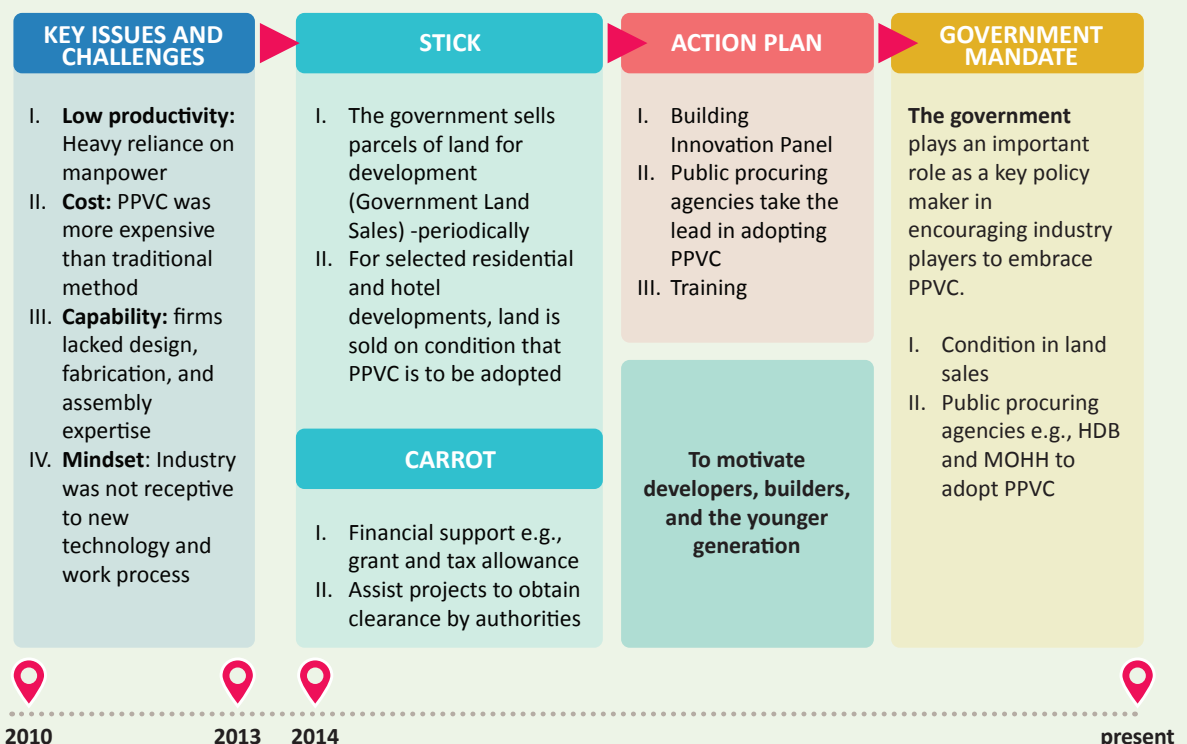 KEY ISSUES AND
CHALLENGES
I. Low productivity:
Heavy reliance on
manpower
II. Cost: PPVC was
more expensive
than traditional
method
III. Capability: firms
lacked design,
fabrication, and
assembly
expertise
IV. Mindset: Industry
was not receptive
to new
technology and
work process
STICK
I. The government sells
parcels of land for
development
(Government Land
Sales) -periodically
II. For selected residential
and hotel
developments, land is
sold on condition that
PPVC is to be adopted
CARROT
I. Financial support e.g.,
grant and tax allowance
II. Assist projects to obtain
clearance by authorities
ACTION PLAN
I. Building
Innovation Panel
II. Public procuring
agencies take the
lead in adopting
PPVC
III. Training
To motivate
developers, builders,
and the younger
generation
GOVERNMENT
MANDATE
The government
plays an important
role as a key policy
maker in
encouraging industry
players to embrace
PPVC.
I. Condition in land
sales
II. Public procuring
agencies e.g., HDB
and MOHH to
adopt PPVC
2010
2013
2014
present